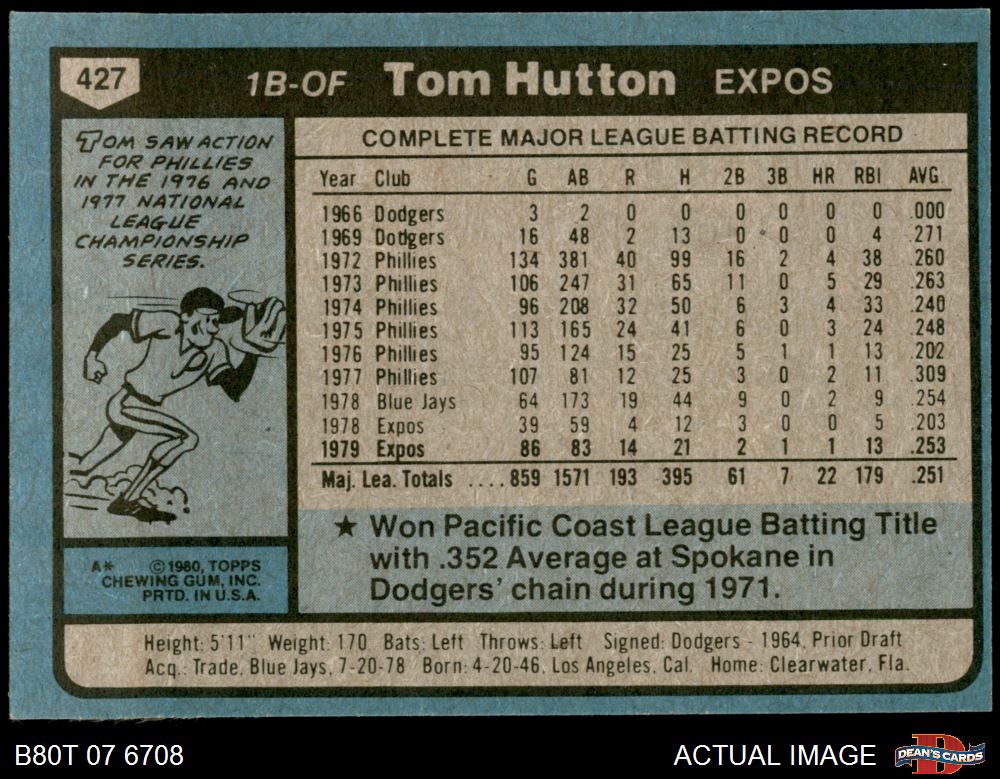 427
1B-OF Tom Hutton EXPOS
TOM SAW ACTION
FOR PHILLIES
IN THE 1976 AND
1977 NATIONAL
LEAGUE
CHAMPIONSHIP
SERIES.
P
COMPLETE MAJOR LEAGUE BATTING RECORD
Year Club G AB R H 2B 3B HR RBI AVG.
1966 Dodgers 3 2 0 0 0 0 0 0 .000
1969 Dodgers 16 48 2 13 0 0 0 4 .271
1972 Phillies 134 381 40 99 16 2 4 38 .260
1973 Phillies 106 247 31 65 11 0 5 29 .263
1974 Phillies 96 208 32 50 6 3 4 33 .240
1975 Phillies 113 165 24 41 6 0 3 24 .248
1976 Phillies 95 124 15 25 5 1 1 13 .202
1977 Phillies 107 81 12 25 3 0 2 11 .309
1978 Blue Jays 64 173 19 44 9 0 2 9 .254
1978 Expos 39 59 4 12 3 0 0 5 .203
1979 Expos 86 83 14 21 2 1 1 13 .253
Maj. Lea. Totals ....859 1571 193 395 61 7 22 179 .251
★ Won Pacific Coast League Batting Title
with .352 Average at Spokane in
Dodgers' chain during 1971.
A* ©1980, TOPPS
CHEWING GUM, INC.
PRTD. IN U.S.A.
Height: 5'11" Weight: 170 Bats: Left Throws: Left Signed: Dodgers - 1964, Prior Draft
Acq.: Trade, Blue Jays, 7-20-78 Born: 4-20-46, Los Angeles, Cal. Home: Clearwater, Fla.
B80T 07 6708 ACTUAL IMAGE D DEAN'S CARDS